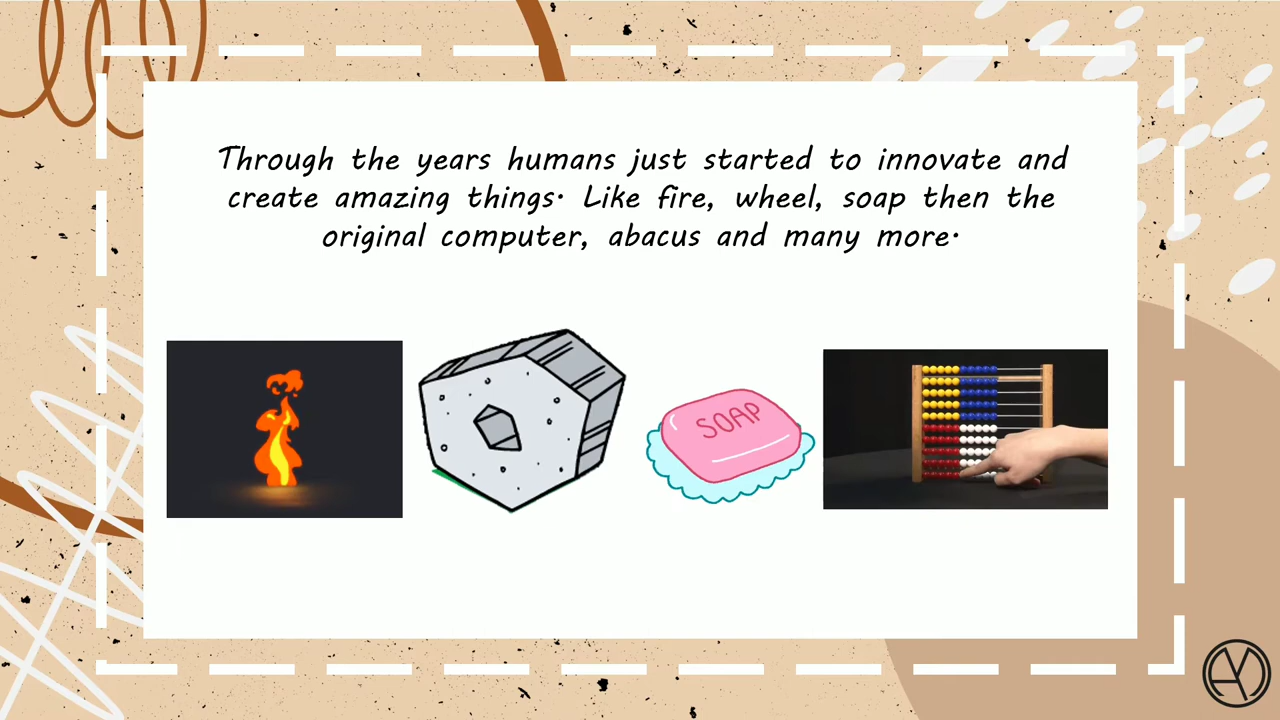 Through the years humans just started to innovate and
create amazing things. Like fire, wheel, soap then the
original computer, abacus and many more.
SOAP